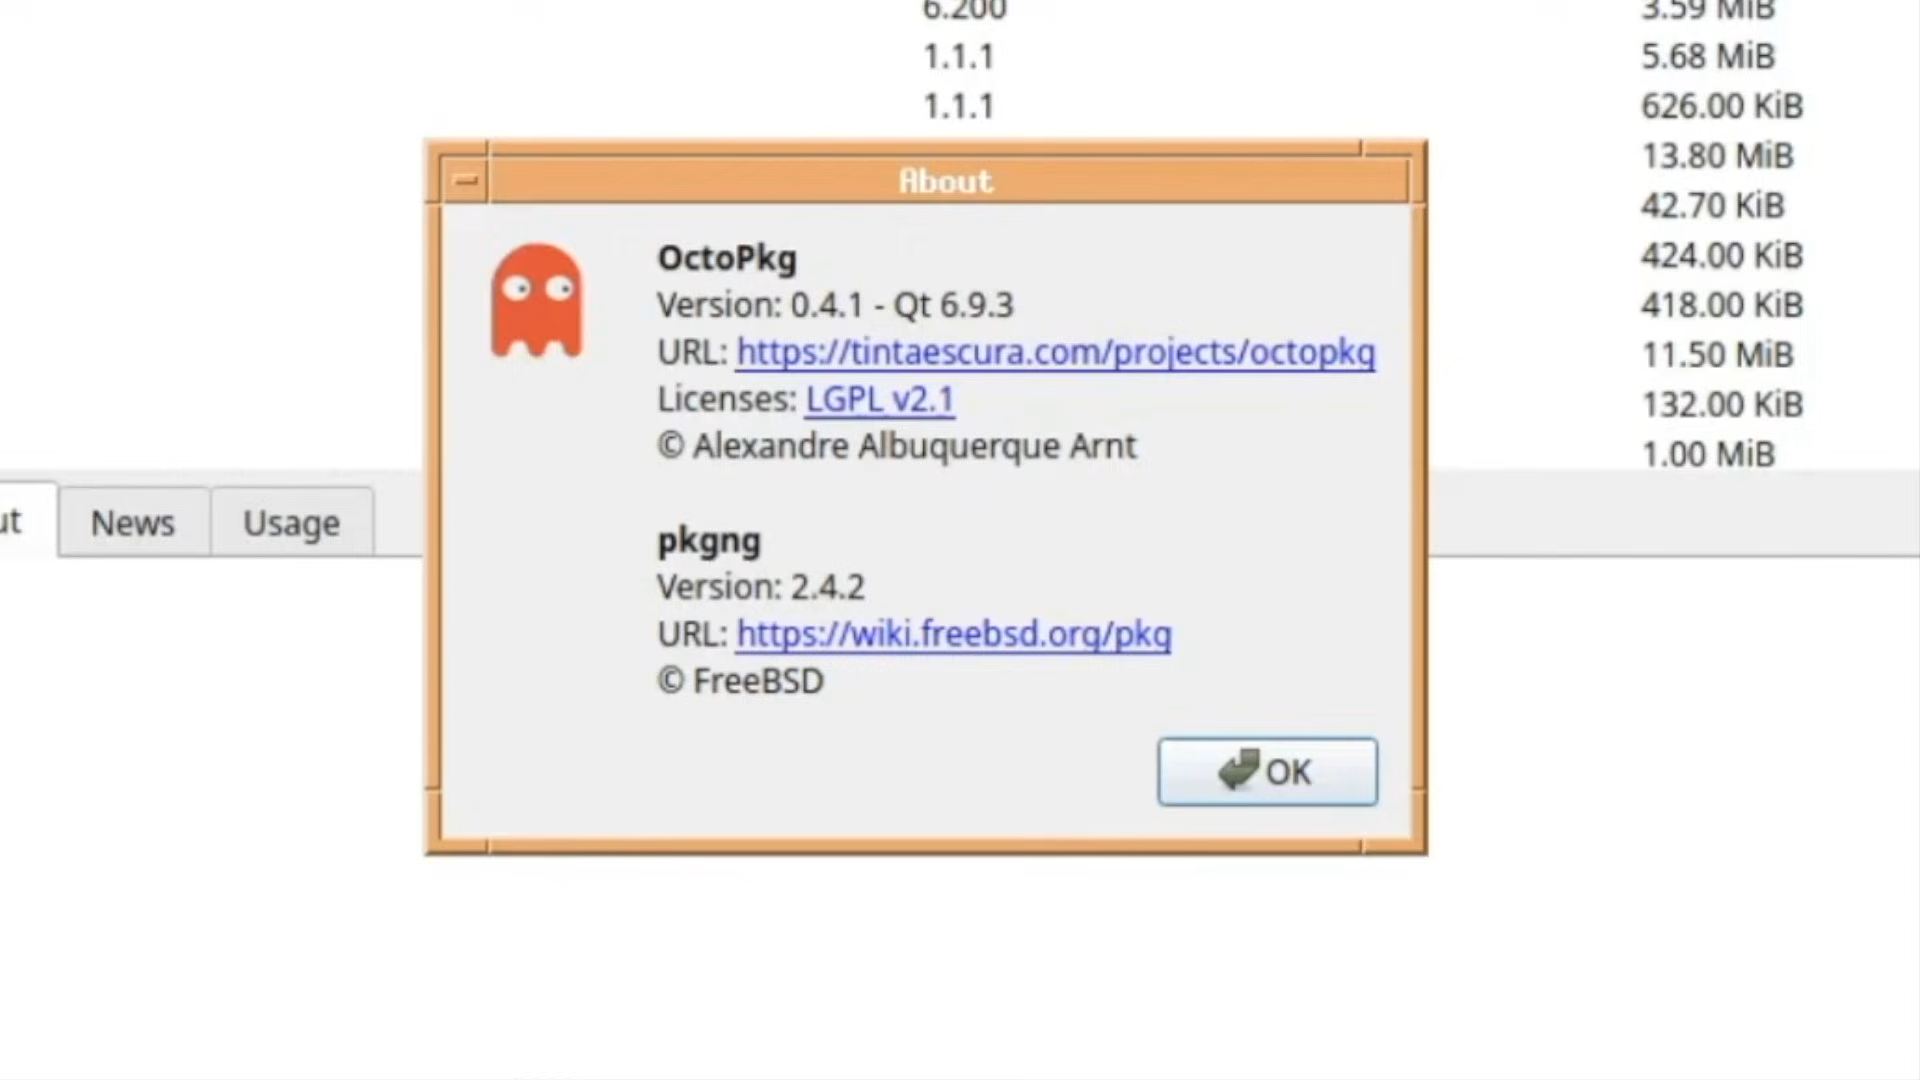 6.200 3.59 MiB
1.1.1 5.68 MiB
1.1.1 626.00 KiB
13.80 MiB
42.70 KiB
424.00 KiB
418.00 KiB
11.50 MiB
132.00 KiB
1.00 MiB
About
OctoPkg
Version: 0.4.1 - Qt 6.9.3
URL: https://tintaescura.com/projects/octopkg
Licenses: LGPL v2.1
© Alexandre Albuquerque Arnt
pkgng
Version: 2.4.2
URL: https://wiki.freebsd.org/pkg
© FreeBSD
OK
ut News Usage